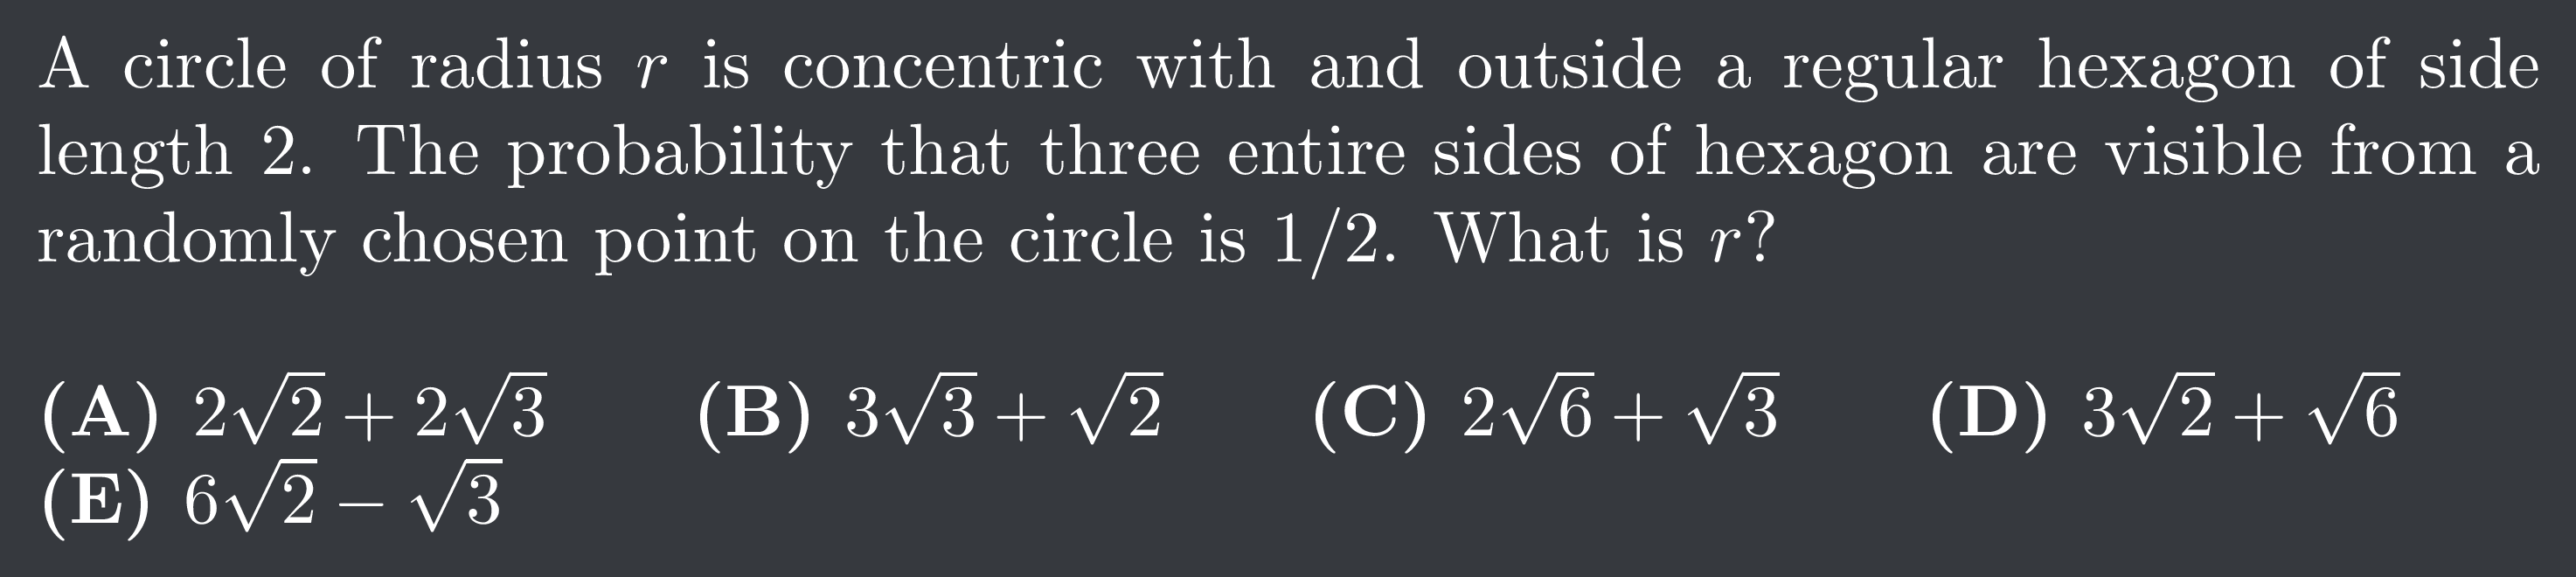 A circle of radius r is concentric with and outside a regular hexagon of side
length 2. The probability that three entire sides of hexagon are visible from a
randomly chosen point on the circle is 1/2. What is r?
(A) 2√2 + 2√3 (B) 3√3 + √2 (C) 2√6 + √3 (D) 3√2 + √6
(E) 6√2 − √3